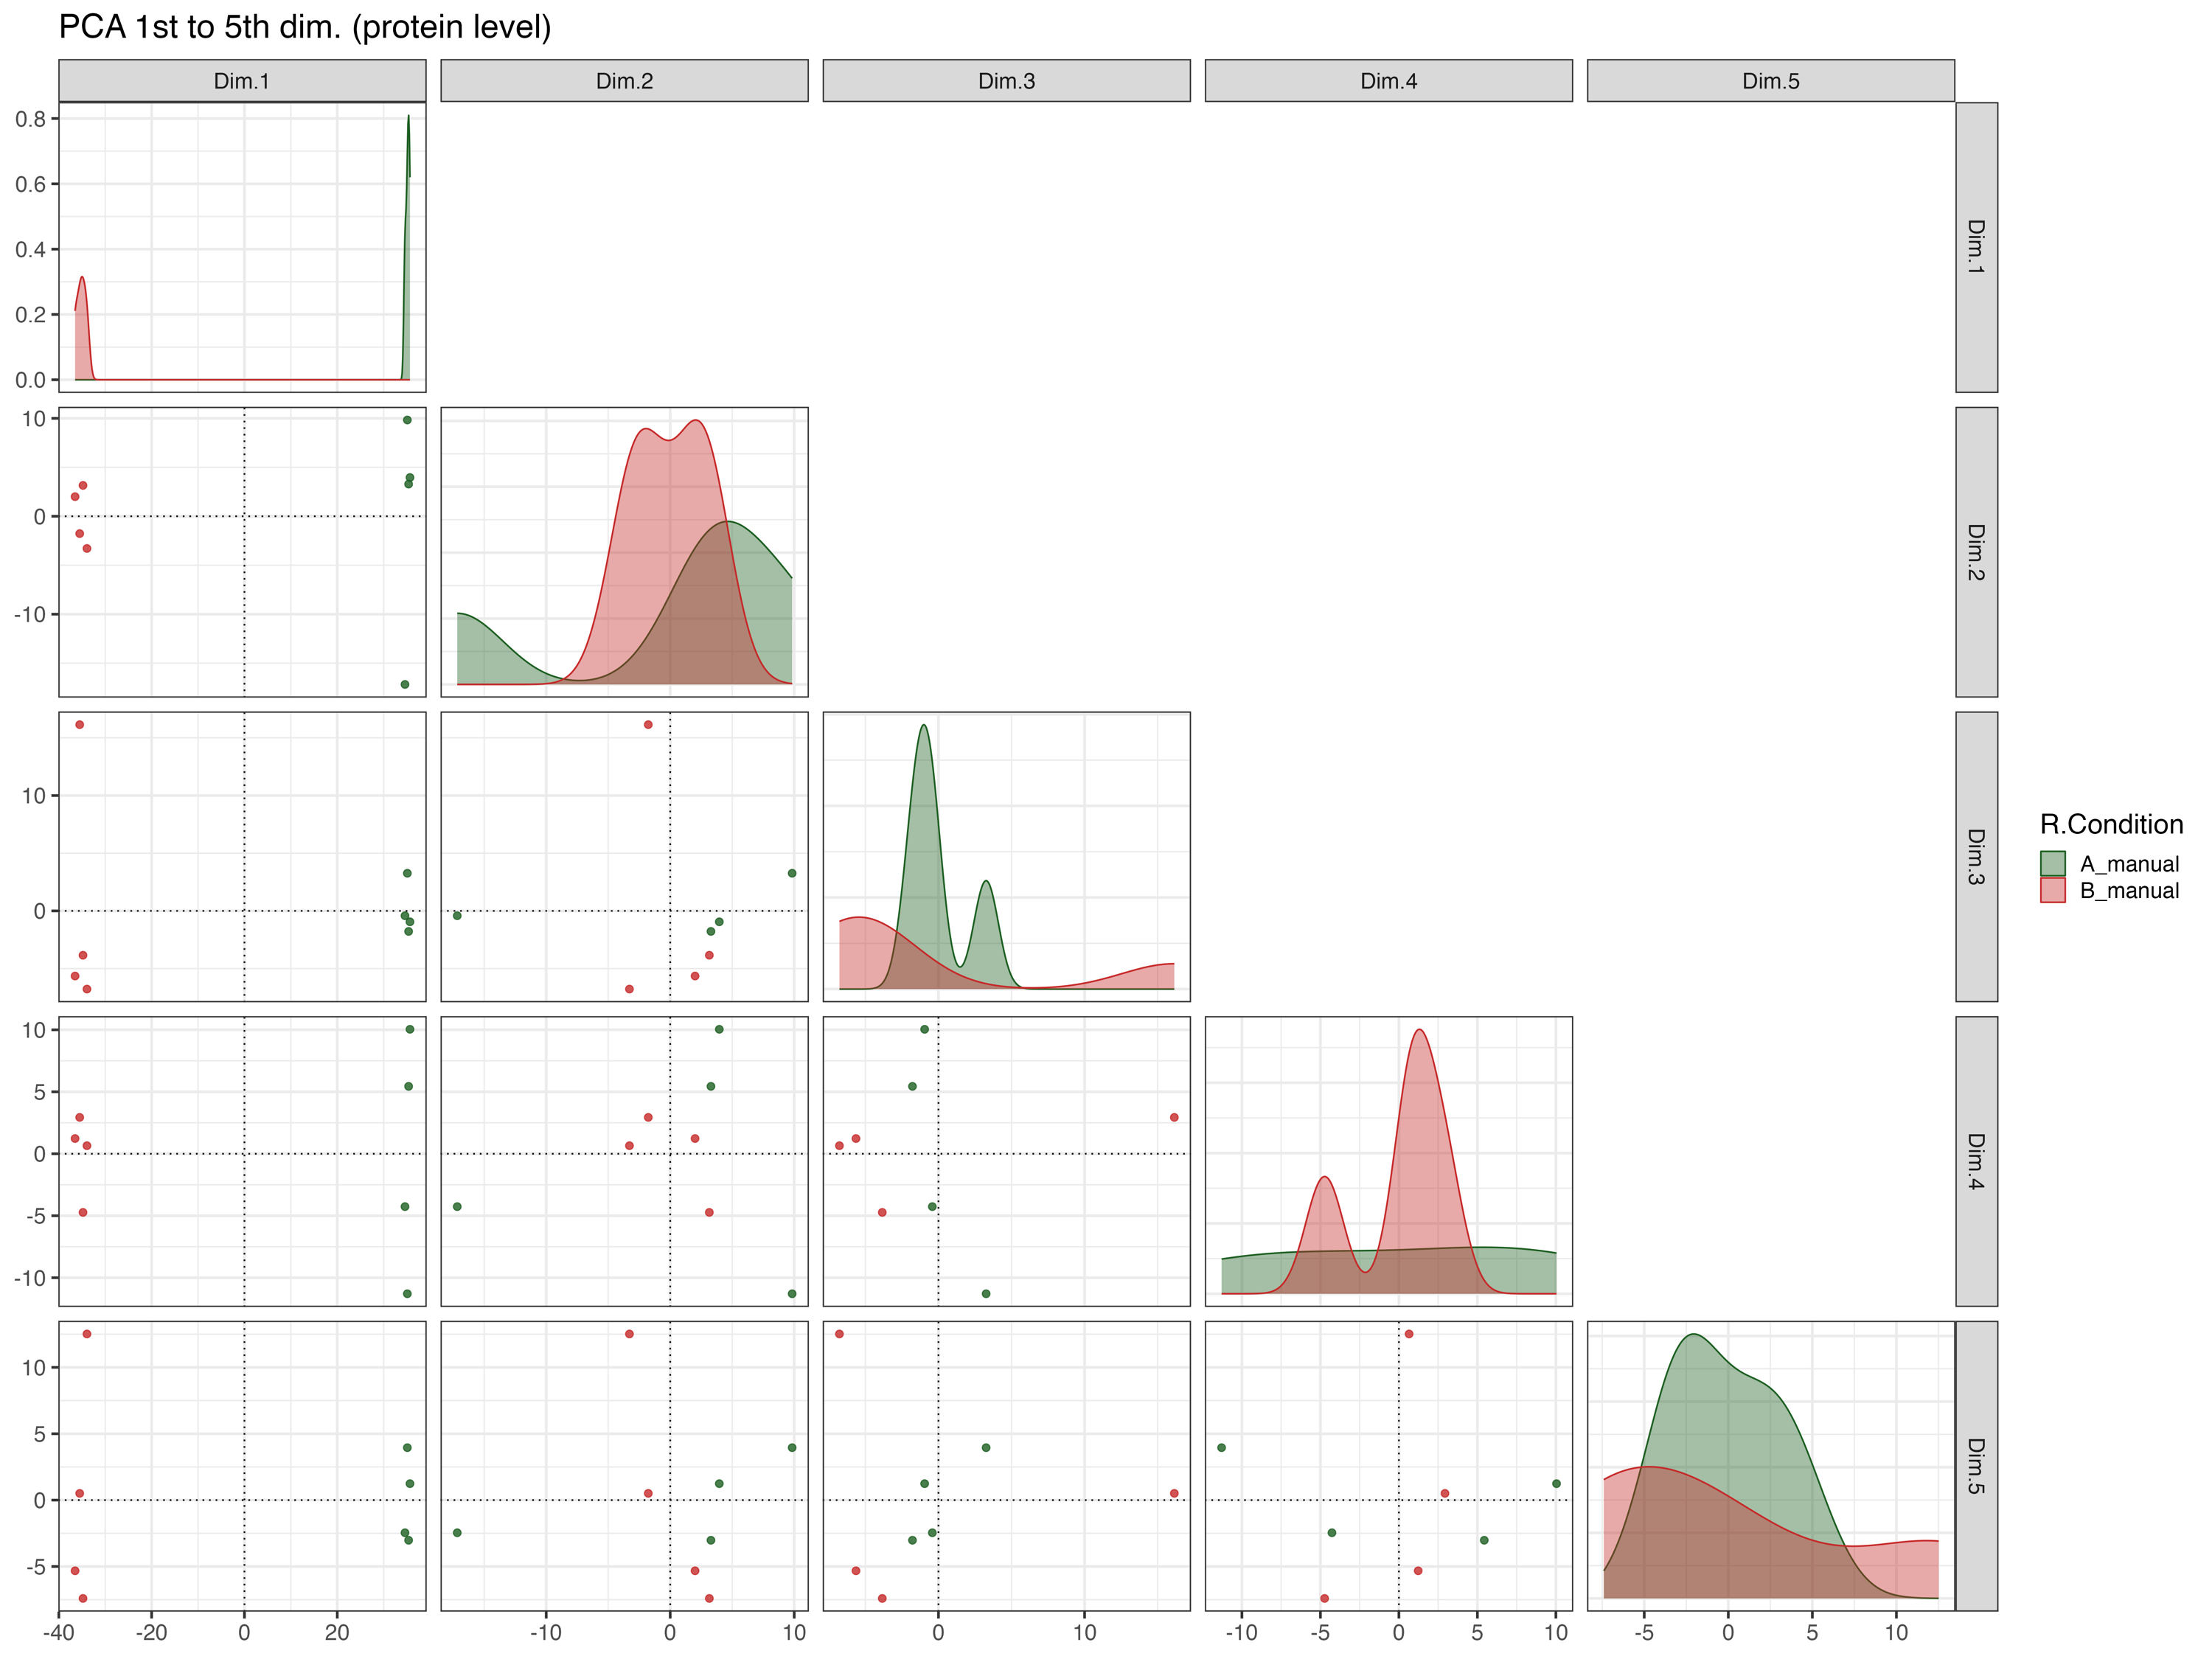 PCA 1st to 5th dim. (protein level)
Dim.1 Dim.2 Dim.3 Dim.4 Dim.5
0.8
0.6
0.4
0.2
0.0
Dim.1
10
0
-10
Dim.2
10
0
Dim.3
R.Condition
A_manual
B_manual
10
5
0
-5
-10
Dim.4
10
5
0
-5
Dim.5
-40 -20 0 20 -10 0 10 0 10 -10 -5 0 5 10 -5 0 5 10